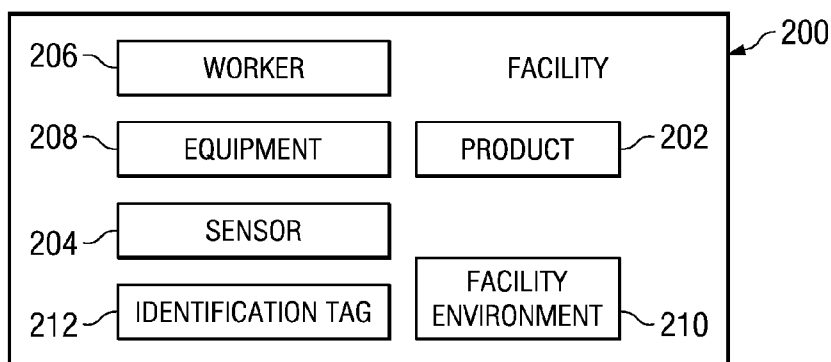 206 WORKER FACILITY 200
208 EQUIPMENT PRODUCT 202
204 SENSOR
212 IDENTIFICATION TAG FACILITY
ENVIRONMENT 210